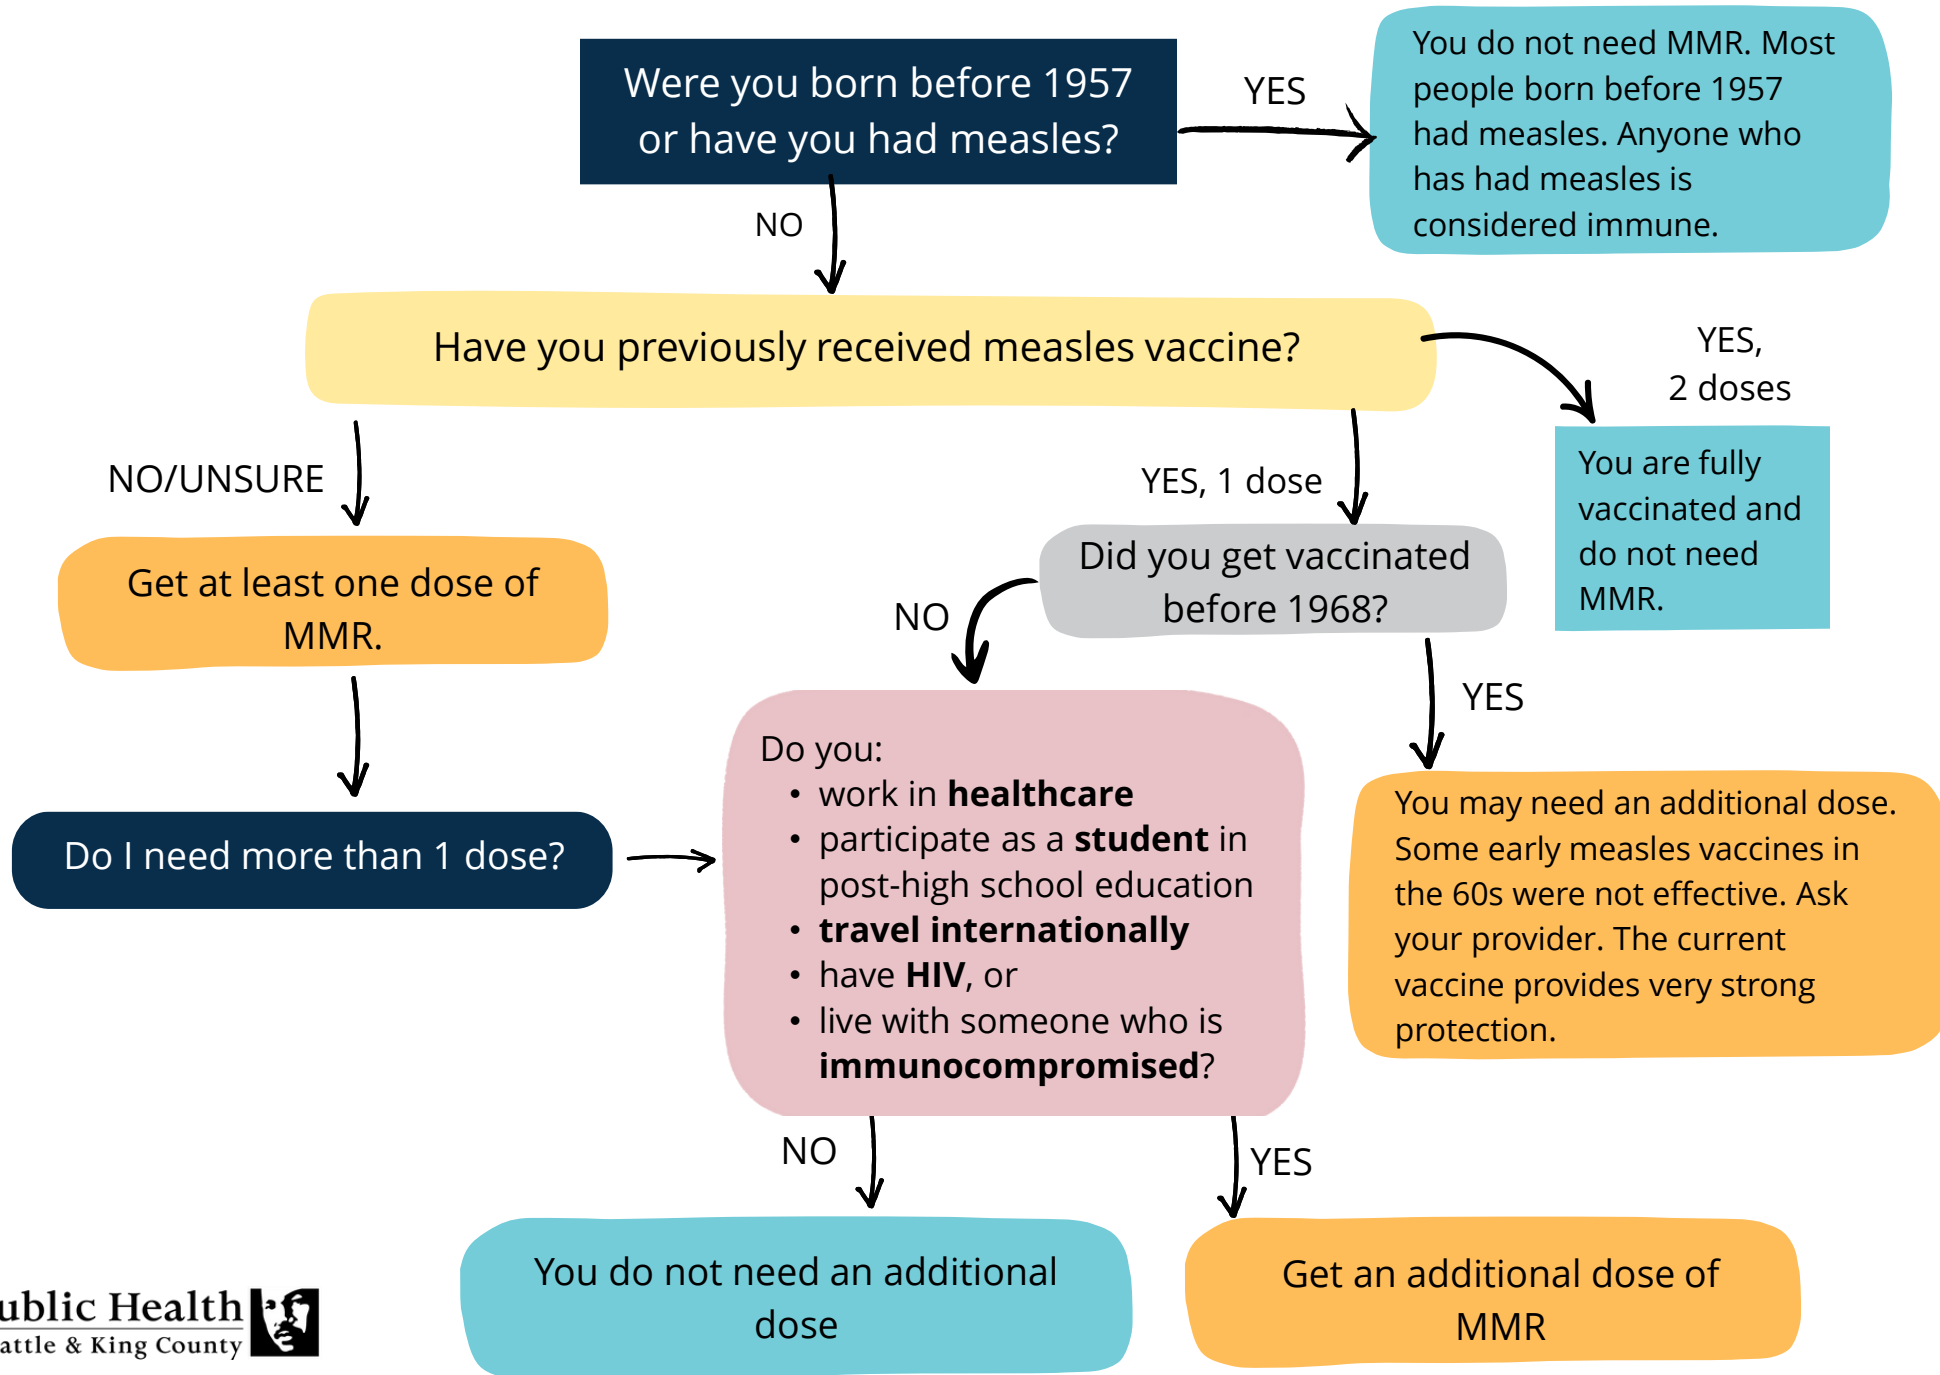 Were you born before 1957
or have you had measles?
YES
You do not need MMR. Most
people born before 1957
had measles. Anyone who
has had measles is
considered immune.
NO
Have you previously received measles vaccine?
YES,
2 doses
You are fully
vaccinated and
do not need
MMR.
NO/UNSURE
YES, 1 dose
Get at least one dose of
MMR.
Did you get vaccinated
before 1968?
NO
YES
Do I need more than 1 dose?
Do you:
• work in healthcare
• participate as a student in
post-high school education
• travel internationally
• have HIV, or
• live with someone who is
immunocompromised?
You may need an additional dose.
Some early measles vaccines in
the 60s were not effective. Ask
your provider. The current
vaccine provides very strong
protection.
NO
YES
You do not need an additional
dose
Get an additional dose of
MMR
ublic Health
attle & King County